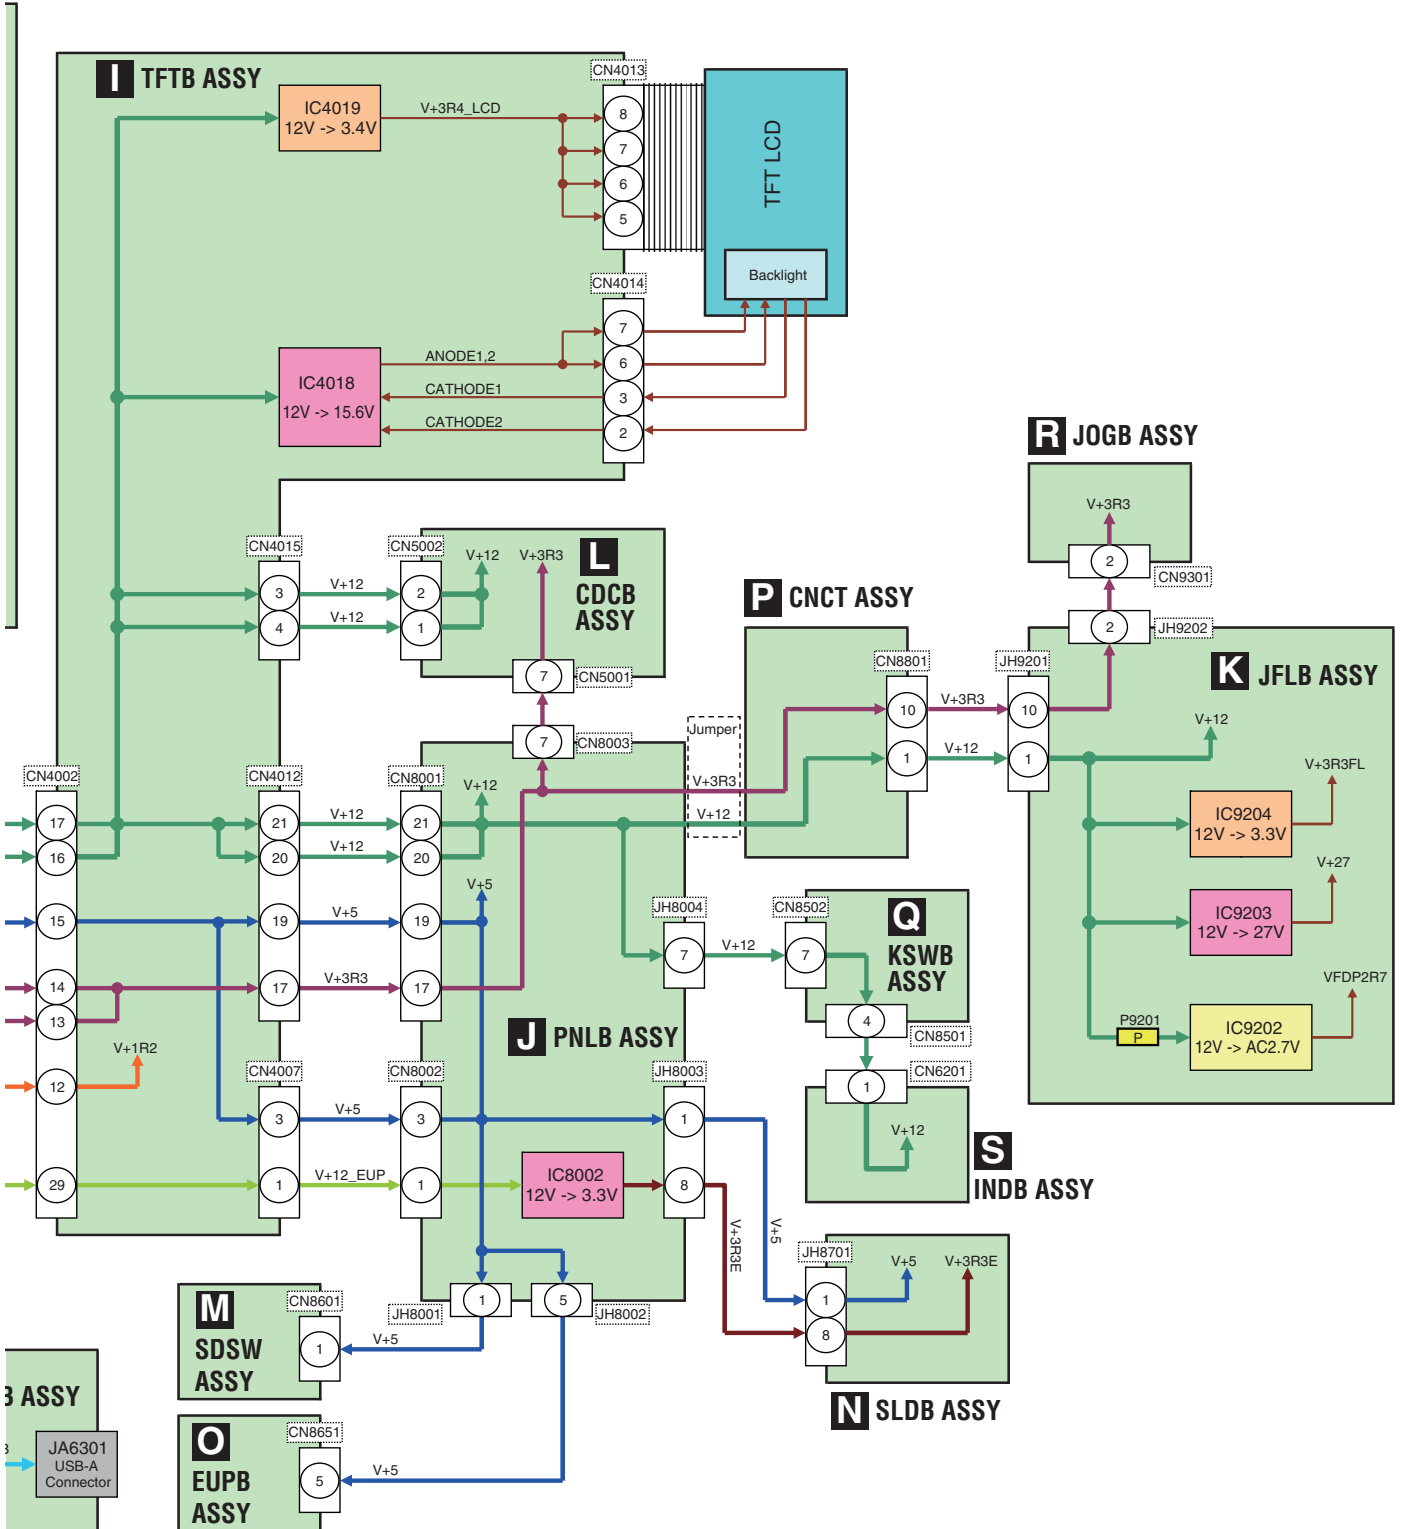 I TFTB ASSY
CN4013
IC4019
12V -> 3.4V
V+3R4_LCD
8
7
6
5
TFT LCD
Backlight
CN4014
7
6
3
2
IC4018
12V -> 15.6V
ANODE1,2
CATHODE1
CATHODE2
R JOGB ASSY
V+3R3
2
CN9301
2
JH9202
CN4015
3
4
V+12
V+12
CN5002
2
1
V+12
V+3R3
L
CDCB
ASSY
7
CN5001
7
CN8003
P CNCT ASSY
CN8801
10
1
V+3R3
V+12
JH9201
10
1
K JFLB ASSY
V+12
V+3R3FL
IC9204
12V -> 3.3V
V+27
IC9203
12V -> 27V
VFDP2R7
P9201
P
IC9202
12V -> AC2.7V
Jumper
V+3R3
V+12
CN4002
17
16
15
14
13
12
29
V+1R2
CN4012
21
20
19
17
V+12
V+12
V+5
V+3R3
CN8001
21
20
19
17
V+12
V+5
JH8004
7
V+12
CN8502
7
Q
KSWB
ASSY
4
CN8501
1
CN6201
V+12
S
INDB ASSY
J PNLB ASSY
CN4007
3
1
V+5
V+12_EUP
CN8002
3
1
IC8002
12V -> 3.3V
JH8003
1
8
V+3R3E
V+5
JH8701
1
8
V+5
V+3R3E
N SLDB ASSY
JH8001
1
5
JH8002
M
SDSW
ASSY
CN8601
1
V+5
O
EUPB
ASSY
CN8651
5
V+5
B ASSY
JA6301
USB-A
Connector